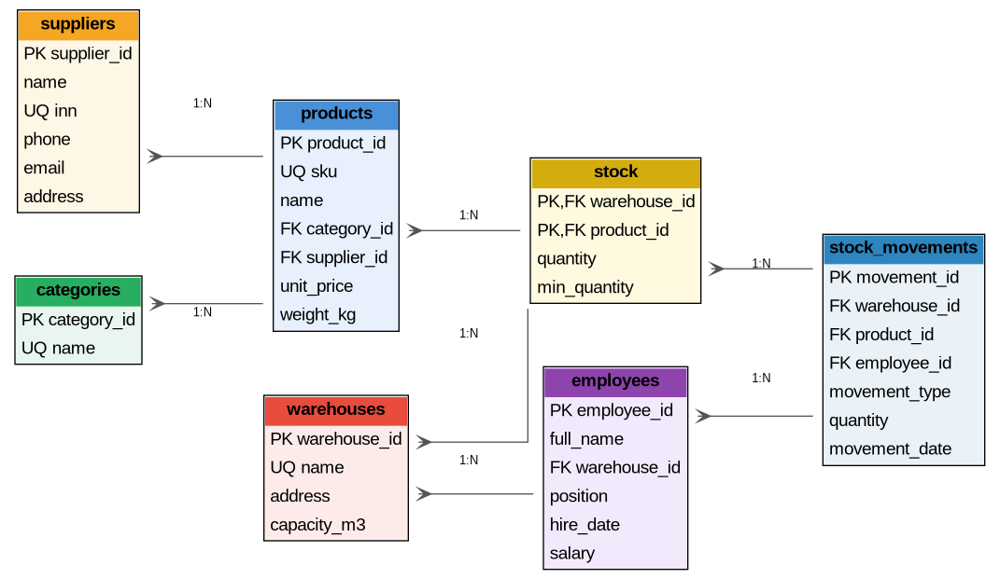 suppliers
PK supplier_id
name
UQ inn
phone
email
address
1:N
categories
PK category_id
UQ name
1:N
products
PK product_id
UQ sku
name
FK category_id
FK supplier_id
unit_price
weight_kg
1:N
warehouses
PK warehouse_id
UQ name
address
capacity_m3
1:N
1:N
stock
PK,FK warehouse_id
PK,FK product_id
quantity
min_quantity
1:N
employees
PK employee_id
full_name
FK warehouse_id
position
hire_date
salary
1:N
stock_movements
PK movement_id
FK warehouse_id
FK product_id
FK employee_id
movement_type
quantity
movement_date